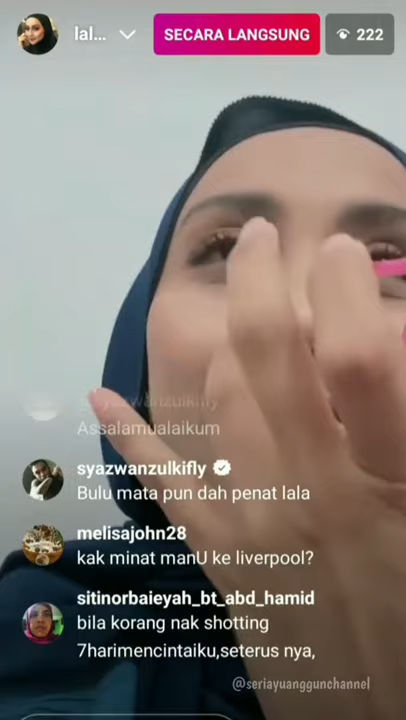 lal...
SECARA LANGSUNG
222
syazwanzulkifly
Assalamualaikum
syazwanzulkifly
Bulu mata pun dah penat lala
melisajohn28
kak minat manU ke liverpool?
sitinorbaieyah_bt_abd_hamid
bila korang nak shotting
7harimencintaiku,seterus nya,
@seriayuanggunchannel